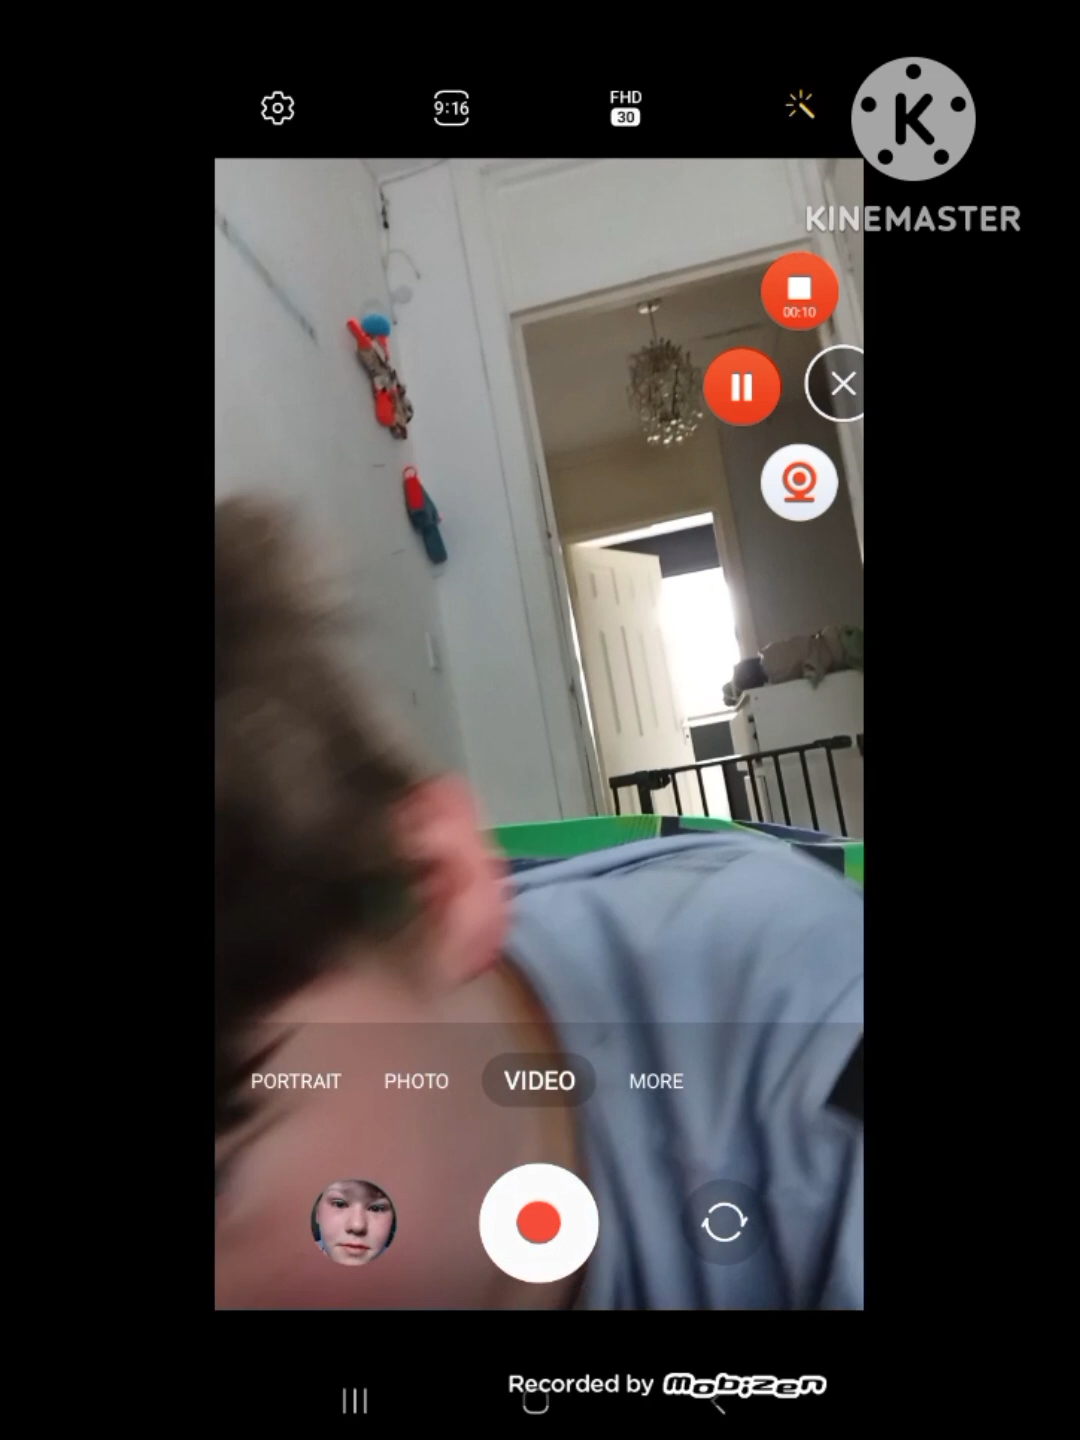 9:16
FHD
30
K
KINEMASTER
00:10
PORTRAIT PHOTO VIDEO MORE
Recorded by Mobizen